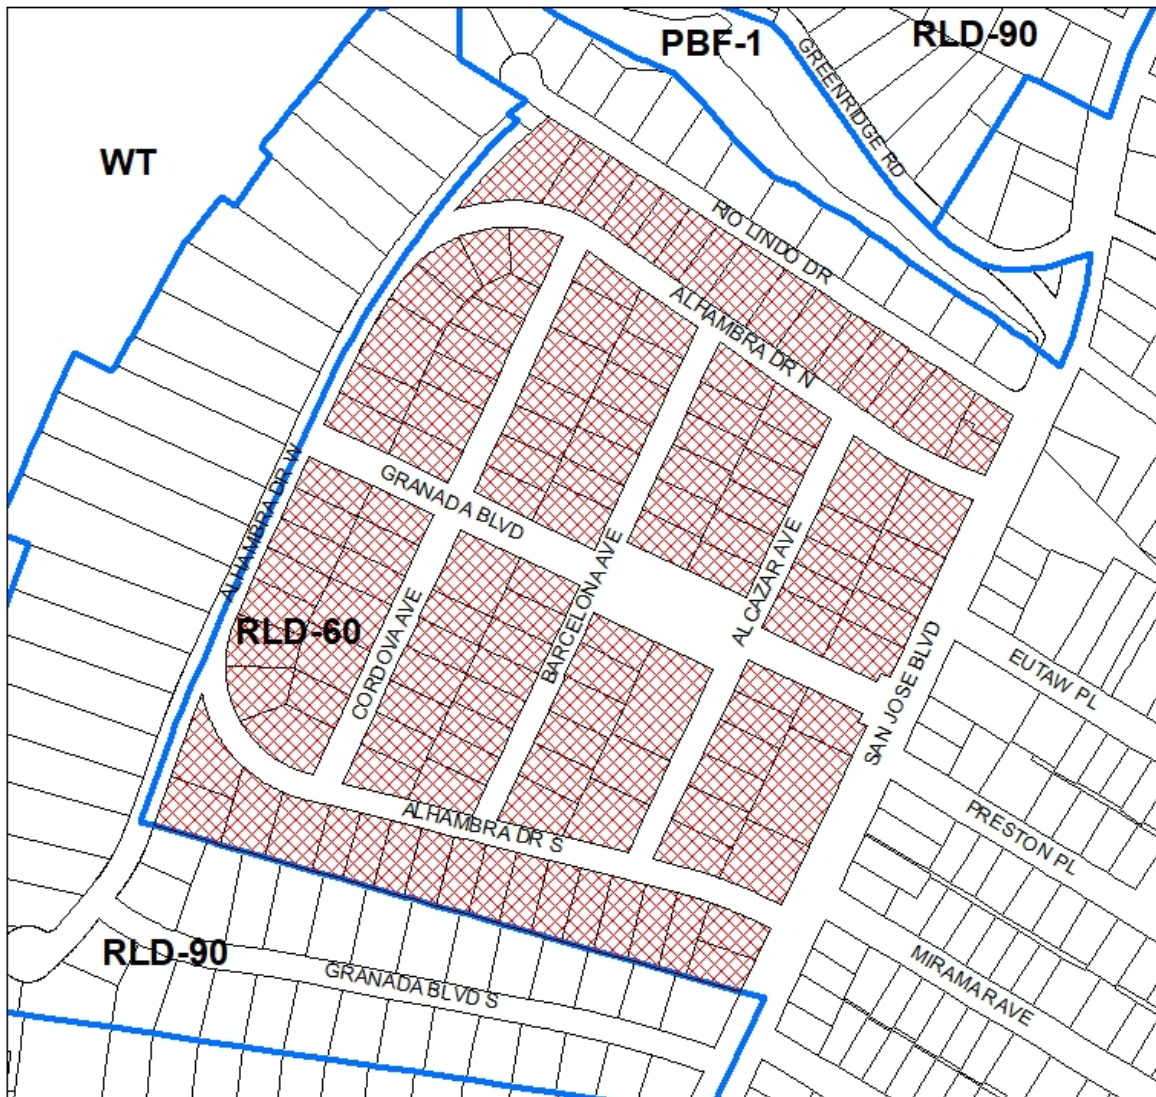 PBF-1
RLD-90
GREENRIDGE RD
WT
RIO LINDO DR
ALHAMBRA DR N
ALHAMBRA DR W
GRANADA BLVD
BARCELONA AVE
ALCAZAR AVE
CORDOVA AVE
RLD-60
SAN JOSE BLVD
EUTAW PL
PRESTON PL
ALHAMBRA DR S
MIRAMAR AVE
RLD-90
GRANADA BLVD S